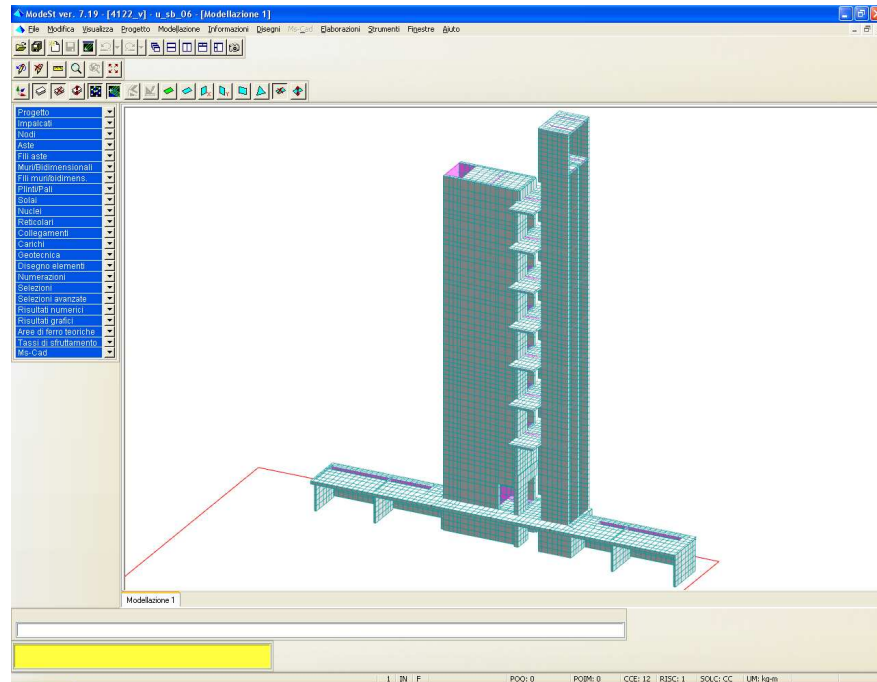 ModeSt ver. 7.19 - [4122_v] - u_sb_06 - [Modellazione 1]
File Modifica Visualizza Progetto Modellazione Informazioni Disegni Ms-Cad Elaborazioni Strumenti Finestre Aiuto
Progetto
Impalcati
Nodi
Aste
Fili aste
Muri/Bidimensionali
Fili muri/bidimens.
Plinti/Pali
Solai
Nuclei
Reticolari
Collegamenti
Carichi
Geotecnica
Disegno elementi
Numerazioni
Selezioni
Selezioni avanzate
Risultati numerici
Risultati grafici
Aree di ferro teoriche
Tassi di sfruttamento
Ms-Cad
Modellazione 1
1 IN F POO: 0 POIM: 0 CCE: 12 RISC: 1 SOLC: CC UM: kg-m